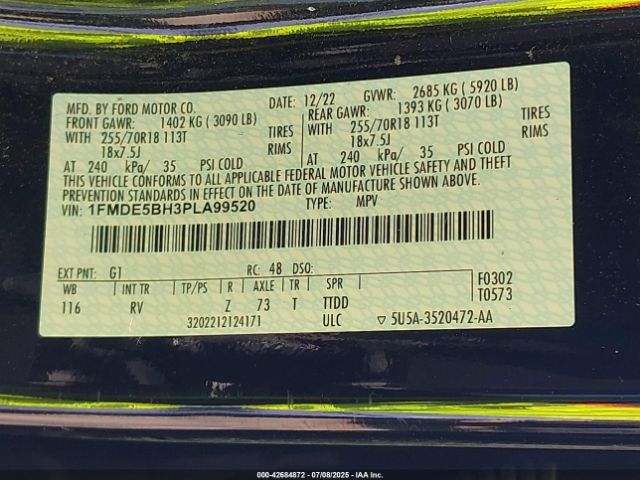 MFD. BY FORD MOTOR CO.
DATE: 12/22 GVWR: 2685 KG ( 5920 LB)
FRONT GAWR: 1402 KG ( 3090 LB) REAR GAWR: 1393 KG ( 3070 LB)
WITH 255/70R18 113T TIRES WITH 255/70R18 113T TIRES
18x7.5J RIMS 18x7.5J RIMS
AT 240 kPa/ 35 PSI COLD AT 240 kPa/ 35 PSI COLD
THIS VEHICLE CONFORMS TO ALL APPLICABLE FEDERAL MOTOR VEHICLE SAFETY AND THEFT
PREVENTION STANDARDS IN EFFECT ON THE DATE OF MANUFACTURE SHOWN ABOVE.
VIN: 1FMDE5BH3PLA99520 TYPE: MPV
EXT PNT: G1 RC: 48 DSO:
WB INT TR TP/PS R AXLE TR SPR F0302
116 RV Z 73 T TTDD T0573
3202212124171 ULC ▽ 5U5A-3520472-AA
000-42684872 | 07/08/2025 | IAA Inc.